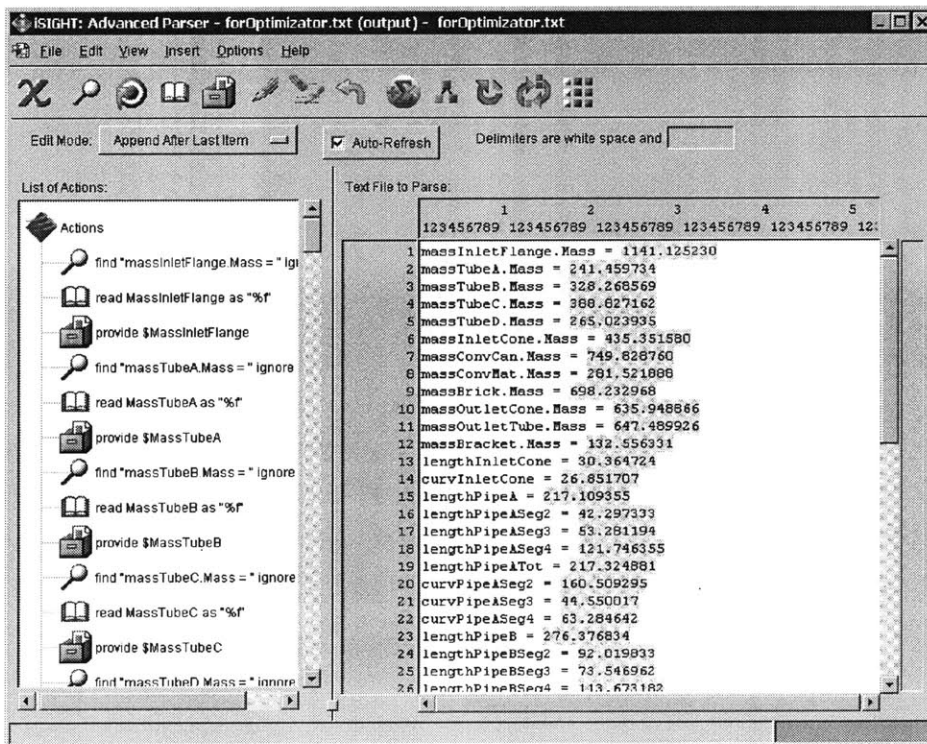 iSIGHT: Advanced Parser - forOptimizator.txt (output) - forOptimizator.txt
File Edit View Insert Options Help
Edit Mode: Append After Last Item Auto-Refresh Delimiters are white space and
List of Actions:
Actions
find "massInletFlange.Mass = " ig
read MassInletFlange as "%f"
provide $MassInletFlange
find "massTubeA.Mass = " ignore
read MassTubeA as "%f"
provide $MassTubeA
find "massTubeB.Mass = " ignore
read MassTubeB as "%f"
provide $MassTubeB
find "massTubeC.Mass = " ignore
read MassTubeC as "%f"
provide $MassTubeC
find "massTubeD.Mass = " ignore
Text File to Parse:
1 2 3 4 5
123456789 123456789 123456789 123456789 123456789 12
1 massInletFlange.Mass = 1141.125230
2 massTubeA.Mass = 241.459734
3 massTubeB.Mass = 328.268569
4 massTubeC.Mass = 388.827162
5 massTubeD.Mass = 265.023935
6 massInletCone.Mass = 435.351580
7 massConvCan.Mass = 749.828760
8 massConvMat.Mass = 281.521888
9 massBrick.Mass = 698.232968
10 massOutletCone.Mass = 635.948866
11 massOutletTube.Mass = 647.489926
12 massBracket.Mass = 132.556331
13 lengthInletCone = 30.364724
14 curvInletCone = 26.851707
15 lengthPipeA = 217.109355
16 lengthPipeASeg2 = 42.297333
17 lengthPipeASeg3 = 53.281194
18 lengthPipeASeg4 = 121.746355
19 lengthPipeATot = 217.324881
20 curvPipeASeg2 = 160.509295
21 curvPipeASeg3 = 44.550017
22 curvPipeASeg4 = 63.284642
23 lengthPipeB = 276.376834
24 lengthPipeBSeg2 = 92.019833
25 lengthPipeBSeg3 = 73.546962
26 lengthPipeBSeg4 = 113.673182